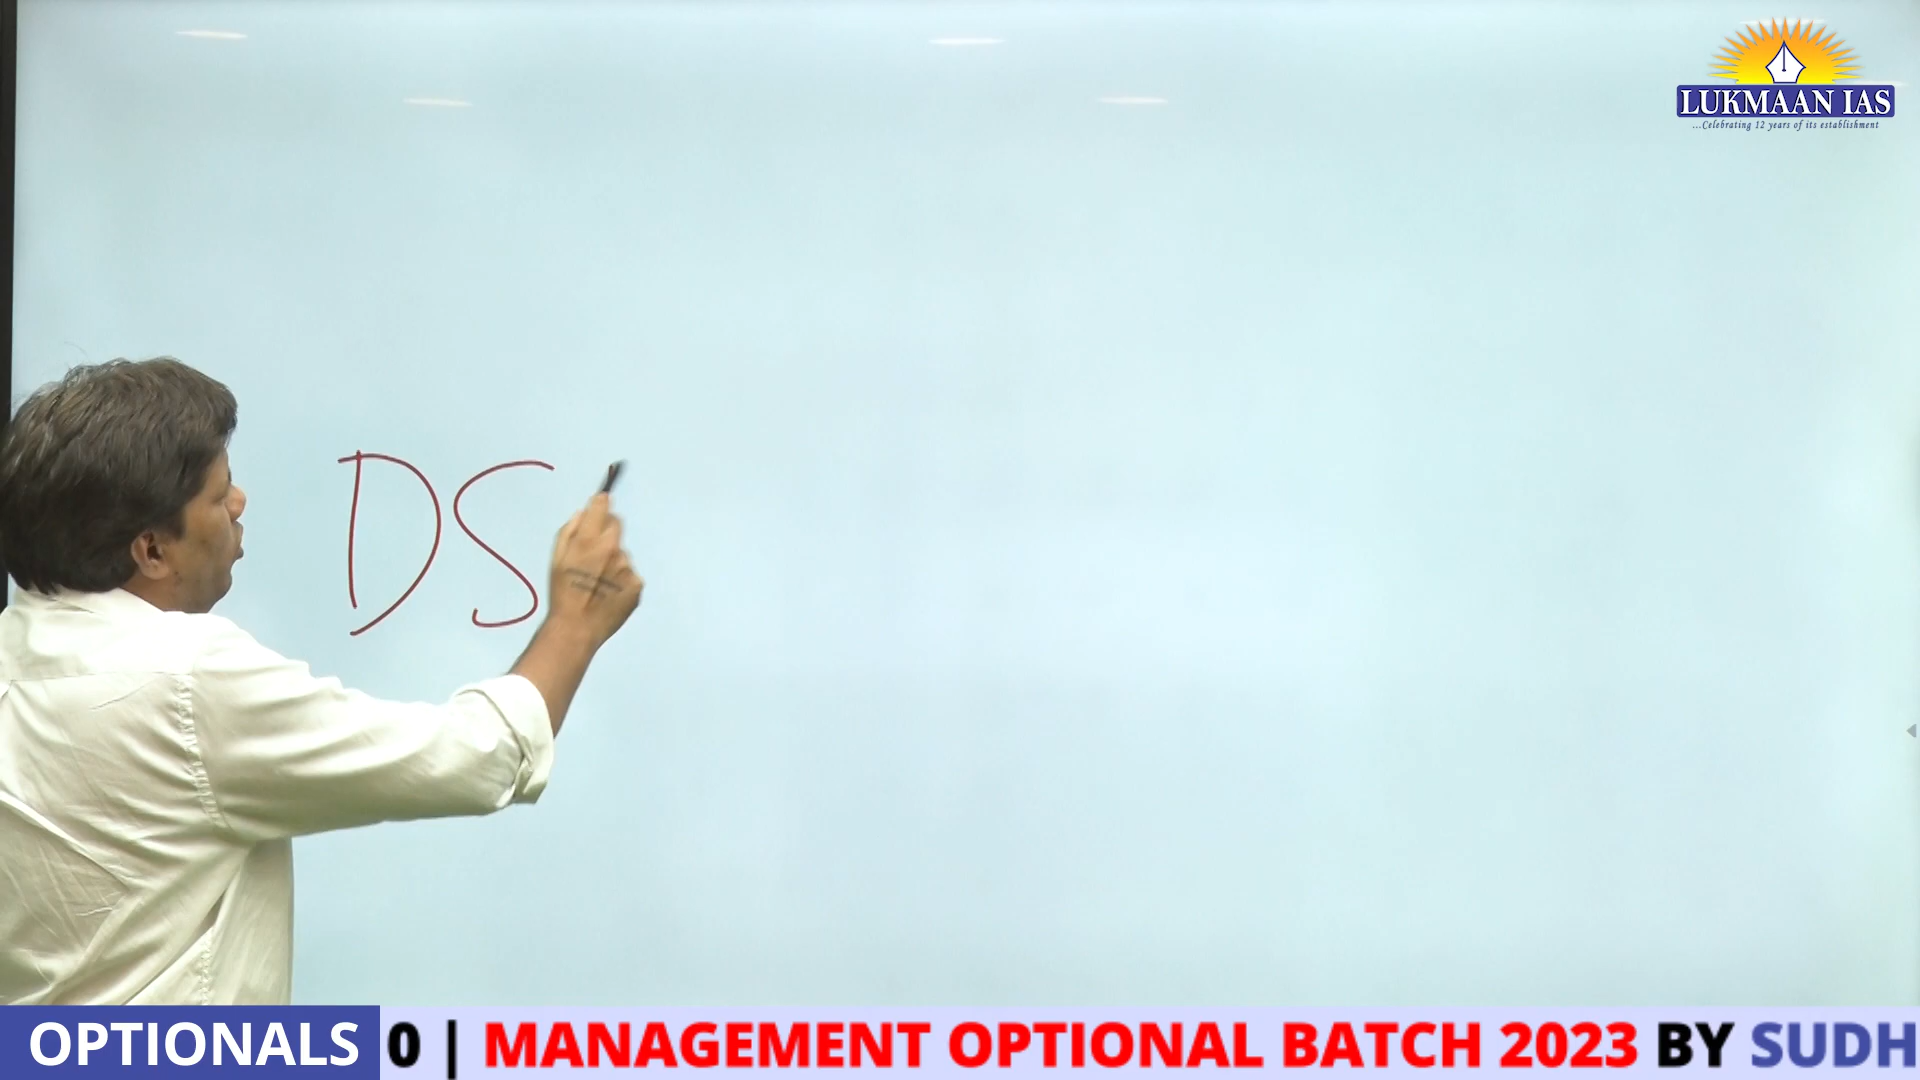 LUKMAAN IAS
...Celebrating 12 years of its establishment
DS
OPTIONALS
0 | MANAGEMENT OPTIONAL BATCH 2023 BY SUDH